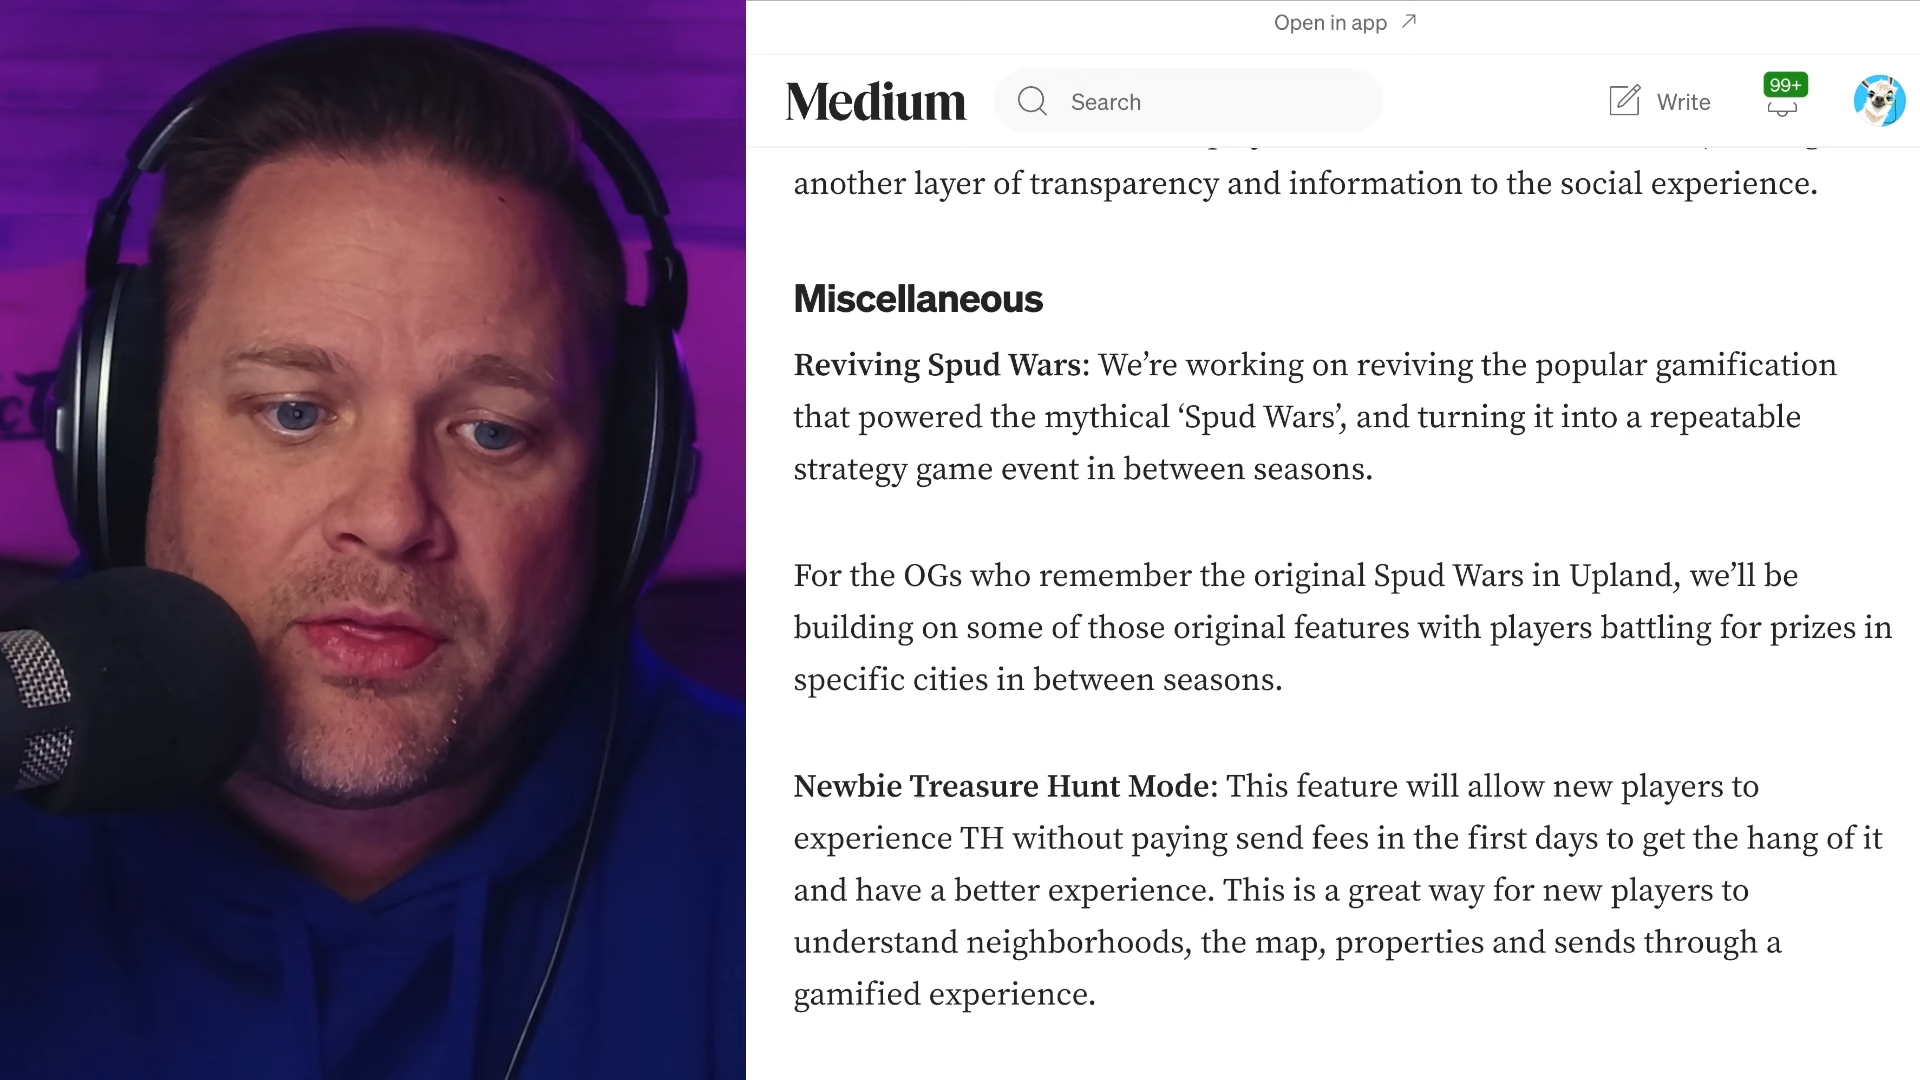 Open in app
Medium
Search
Write
99+
another layer of transparency and information to the social experience.
Miscellaneous
Reviving Spud Wars: We’re working on reviving the popular gamification
that powered the mythical ‘Spud Wars’, and turning it into a repeatable
strategy game event in between seasons.
For the OGs who remember the original Spud Wars in Upland, we’ll be
building on some of those original features with players battling for prizes in
specific cities in between seasons.
Newbie Treasure Hunt Mode: This feature will allow new players to
experience TH without paying send fees in the first days to get the hang of it
and have a better experience. This is a great way for new players to
understand neighborhoods, the map, properties and sends through a
gamified experience.